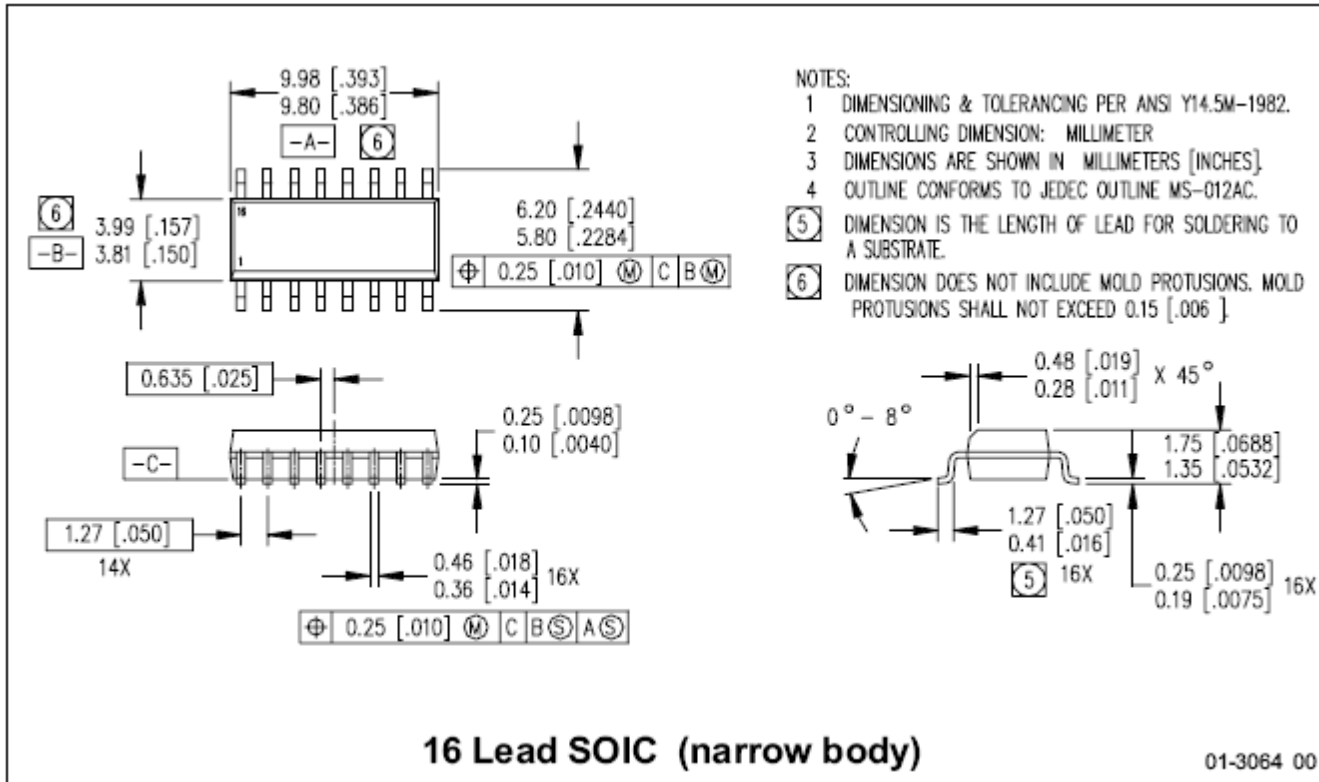 9.98 [.393]
9.80 [.386]
-A- 6
6
3.99 [.157]
-B- 3.81 [.150]
16
1
6.20 [.2440]
5.80 [.2284]
⌖ 0.25 [.010] Ⓜ C B Ⓜ
NOTES:
1 DIMENSIONING & TOLERANCING PER ANSI Y14.5M-1982.
2 CONTROLLING DIMENSION: MILLIMETER
3 DIMENSIONS ARE SHOWN IN MILLIMETERS [INCHES].
4 OUTLINE CONFORMS TO JEDEC OUTLINE MS-012AC.
5 DIMENSION IS THE LENGTH OF LEAD FOR SOLDERING TO
A SUBSTRATE.
6 DIMENSION DOES NOT INCLUDE MOLD PROTUSIONS. MOLD
PROTUSIONS SHALL NOT EXCEED 0.15 [.006 ].
0.635 [.025]
0.25 [.0098]
0.10 [.0040]
-C-
1.27 [.050]
14X
0.46 [.018]
0.36 [.014] 16X
⌖ 0.25 [.010] Ⓜ C B Ⓢ A Ⓢ
0.48 [.019]
0.28 [.011] X 45°
0° - 8°
1.75 [.0688]
1.35 [.0532]
1.27 [.050]
0.41 [.016]
5 16X
0.25 [.0098]
0.19 [.0075] 16X
16 Lead SOIC (narrow body)
01-3064 00